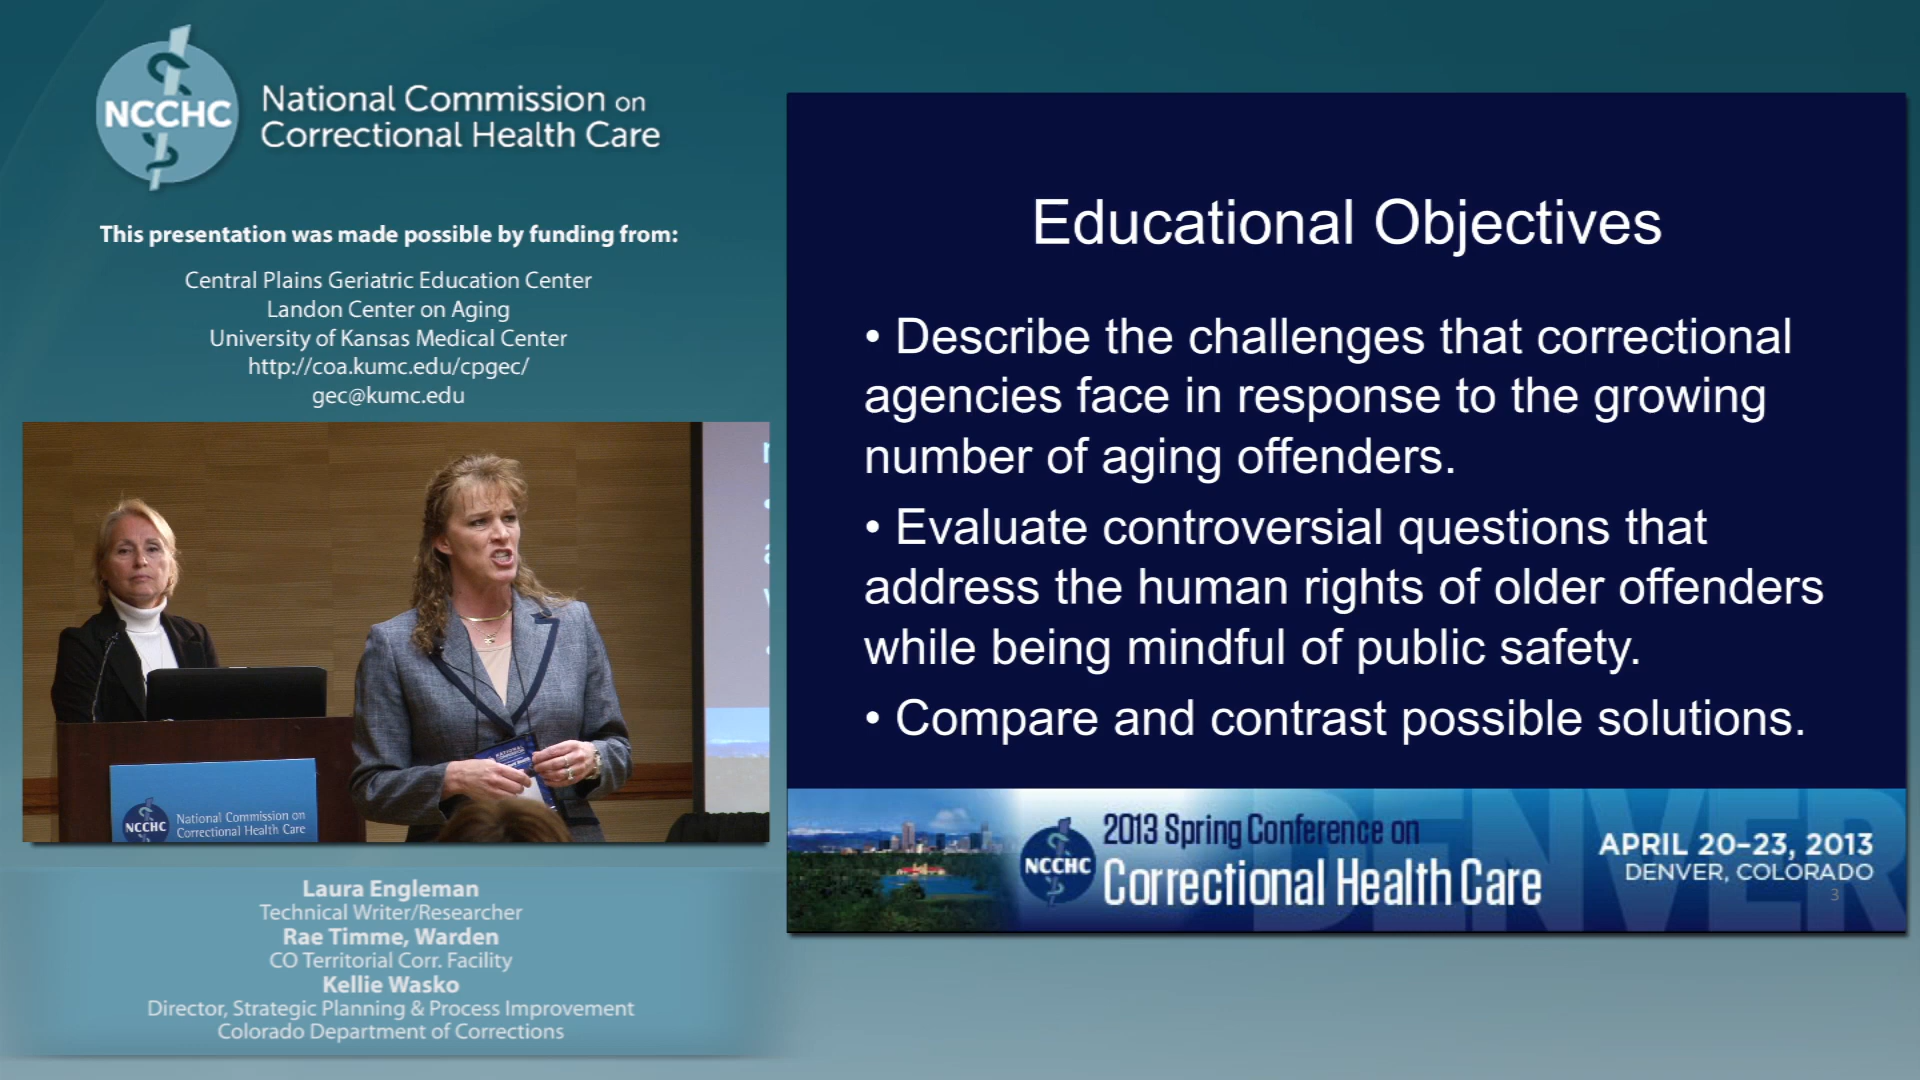 NCCHC
National Commission on
Correctional Health Care
This presentation was made possible by funding from:
Central Plains Geriatric Education Center
Landon Center on Aging
University of Kansas Medical Center
http://coa.kumc.edu/cpgec/
gec@kumc.edu
NCCHC
National Commission on
Correctional Health Care
Laura Engleman
Technical Writer/Researcher
Rae Timme, Warden
CO Territorial Corr. Facility
Kellie Wasko
Director, Strategic Planning & Process Improvement
Colorado Department of Corrections
Educational Objectives
• Describe the challenges that correctional
agencies face in response to the growing
number of aging offenders.
• Evaluate controversial questions that
address the human rights of older offenders
while being mindful of public safety.
• Compare and contrast possible solutions.
DENVER
NCCHC
2013 Spring Conference on
Correctional Health Care
APRIL 20–23, 2013
DENVER, COLORADO
3